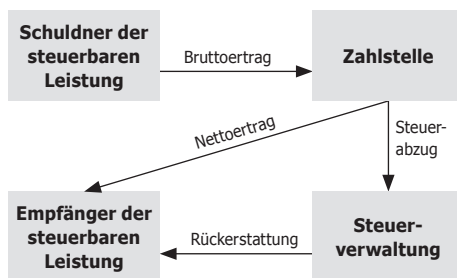 Schuldner der
steuerbaren
Leistung
Bruttoertrag
Zahlstelle
Nettoertrag
Steuer-
abzug
Empfänger der
steuerbaren
Leistung
Rückerstattung
Steuer-
verwaltung